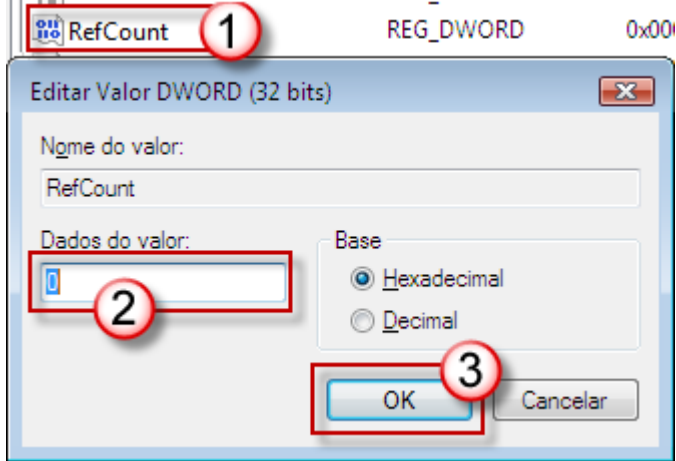 RefCount 1 REG_DWORD 0x00
Editar Valor DWORD (32 bits)
Nome do valor:
RefCount
Dados do valor:
Base
0
2
Hexadecimal
Decimal
3
OK
Cancelar